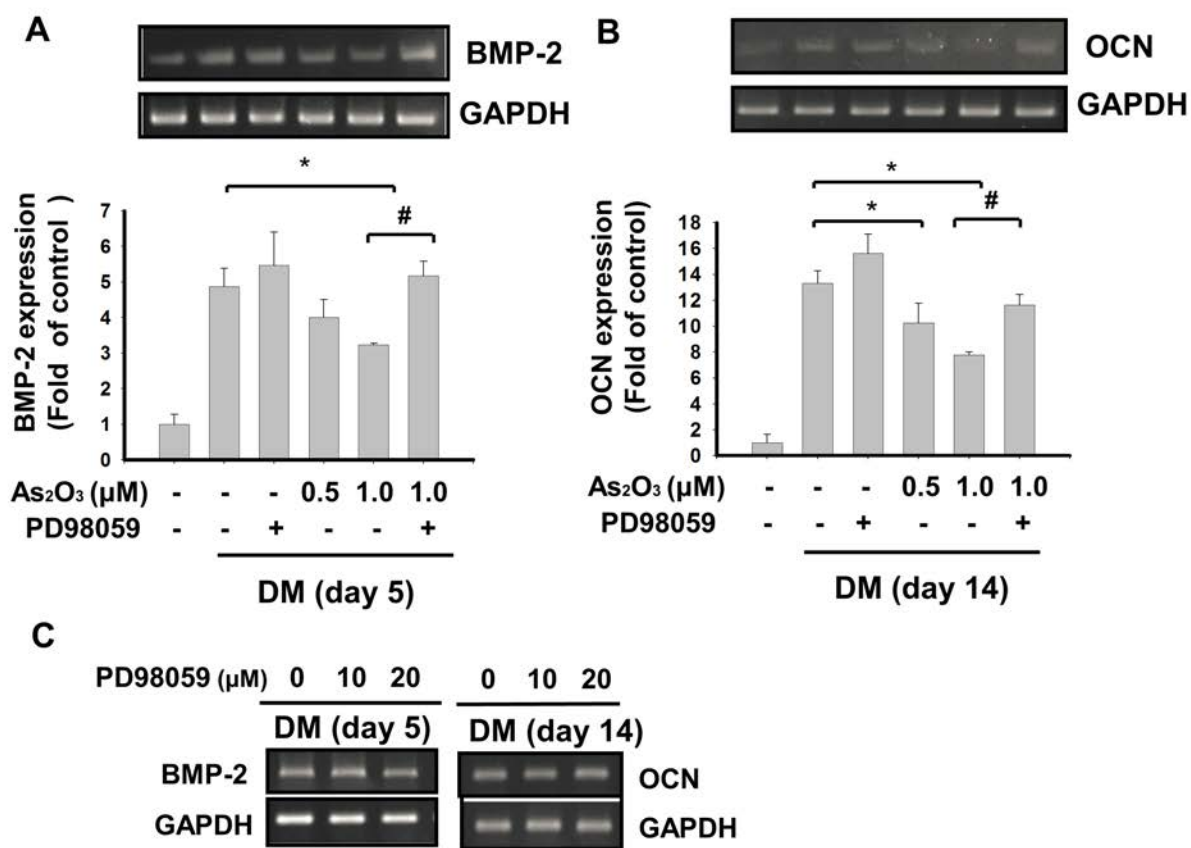 A
BMP-2
GAPDH
*
#
BMP-2 expression
(Fold of control )
7
6
5
4
3
2
1
0
As₂O₃ (µM) - - - 0.5 1.0 1.0
PD98059 - - + - - +
DM (day 5)
B
OCN
GAPDH
*
*
#
OCN expression
(Fold of control)
18
16
14
12
10
8
6
4
2
0
As₂O₃ (µM) - - - 0.5 1.0 1.0
PD98059 - - + - - +
DM (day 14)
C
PD98059 (µM) 0 10 20 0 10 20
DM (day 5) DM (day 14)
BMP-2 OCN
GAPDH GAPDH